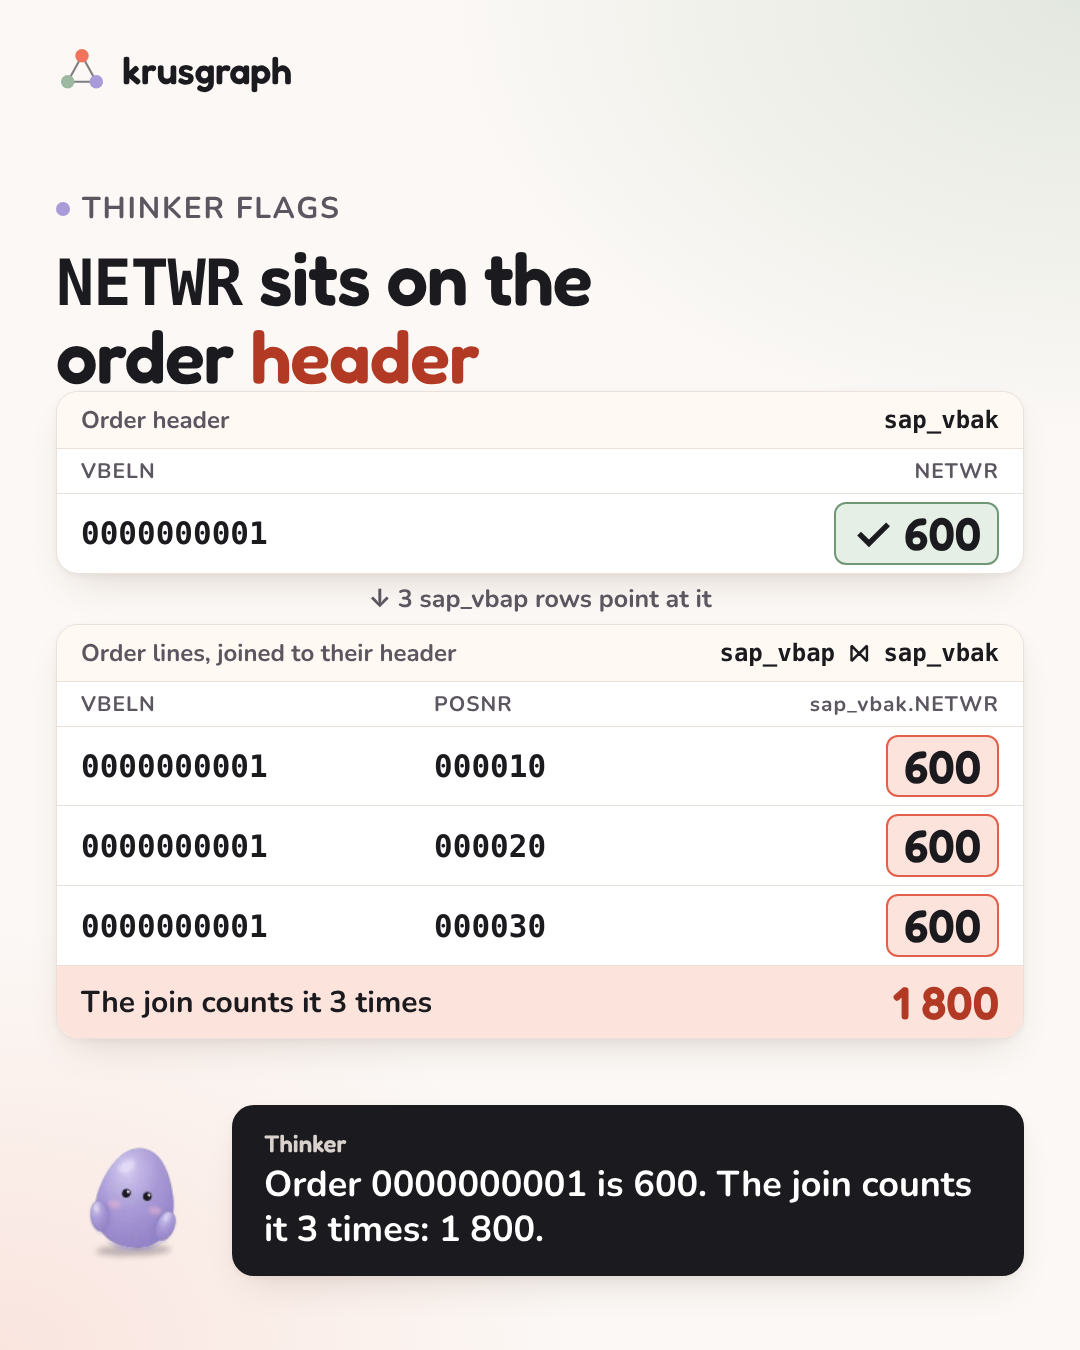 krusgraph
THINKER FLAGS
NETWR sits on the
order header
Order header sap_vbak
VBELN NETWR
0000000001 ✓ 600
↓ 3 sap_vbap rows point at it
Order lines, joined to their header sap_vbap ⋈ sap_vbak
VBELN POSNR sap_vbak.NETWR
0000000001 000010 600
0000000001 000020 600
0000000001 000030 600
The join counts it 3 times 1 800
Thinker
Order 0000000001 is 600. The join counts
it 3 times: 1 800.